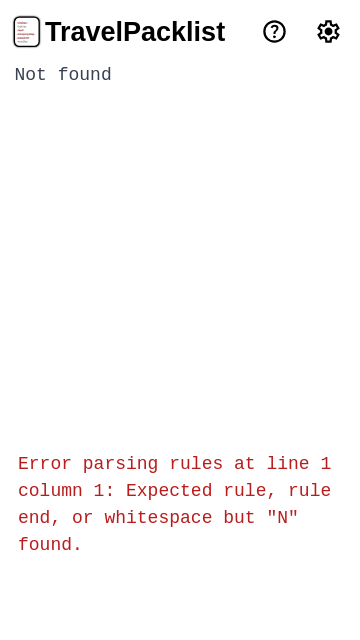 TravelPacklist
Not found
Error parsing rules at line 1
column 1: Expected rule, rule
end, or whitespace but "N"
found.